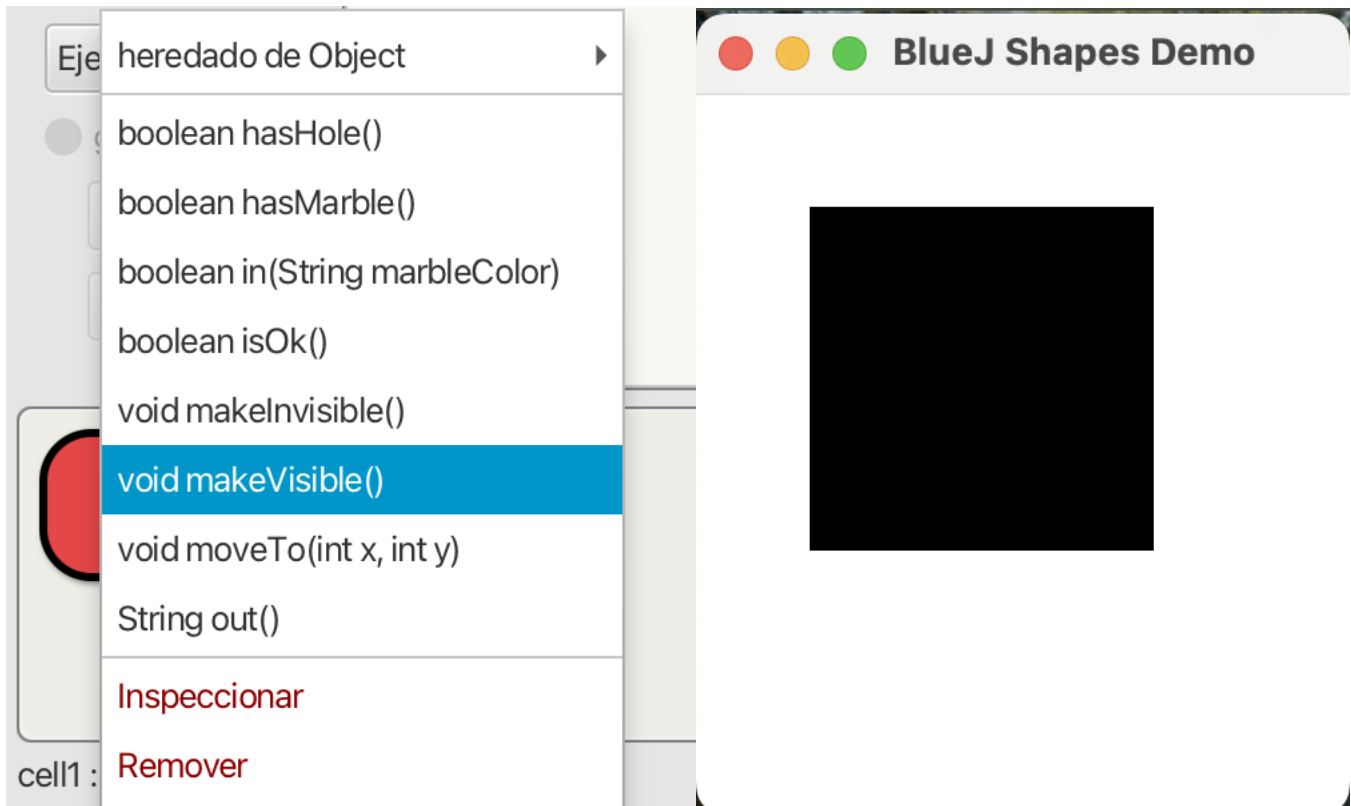 Eje
heredado de Object
boolean hasHole()
boolean hasMarble()
boolean in(String marbleColor)
boolean isOk()
void makeInvisible()
void makeVisible()
void moveTo(int x, int y)
String out()
Inspeccionar
Remover
cell1 :
BlueJ Shapes Demo